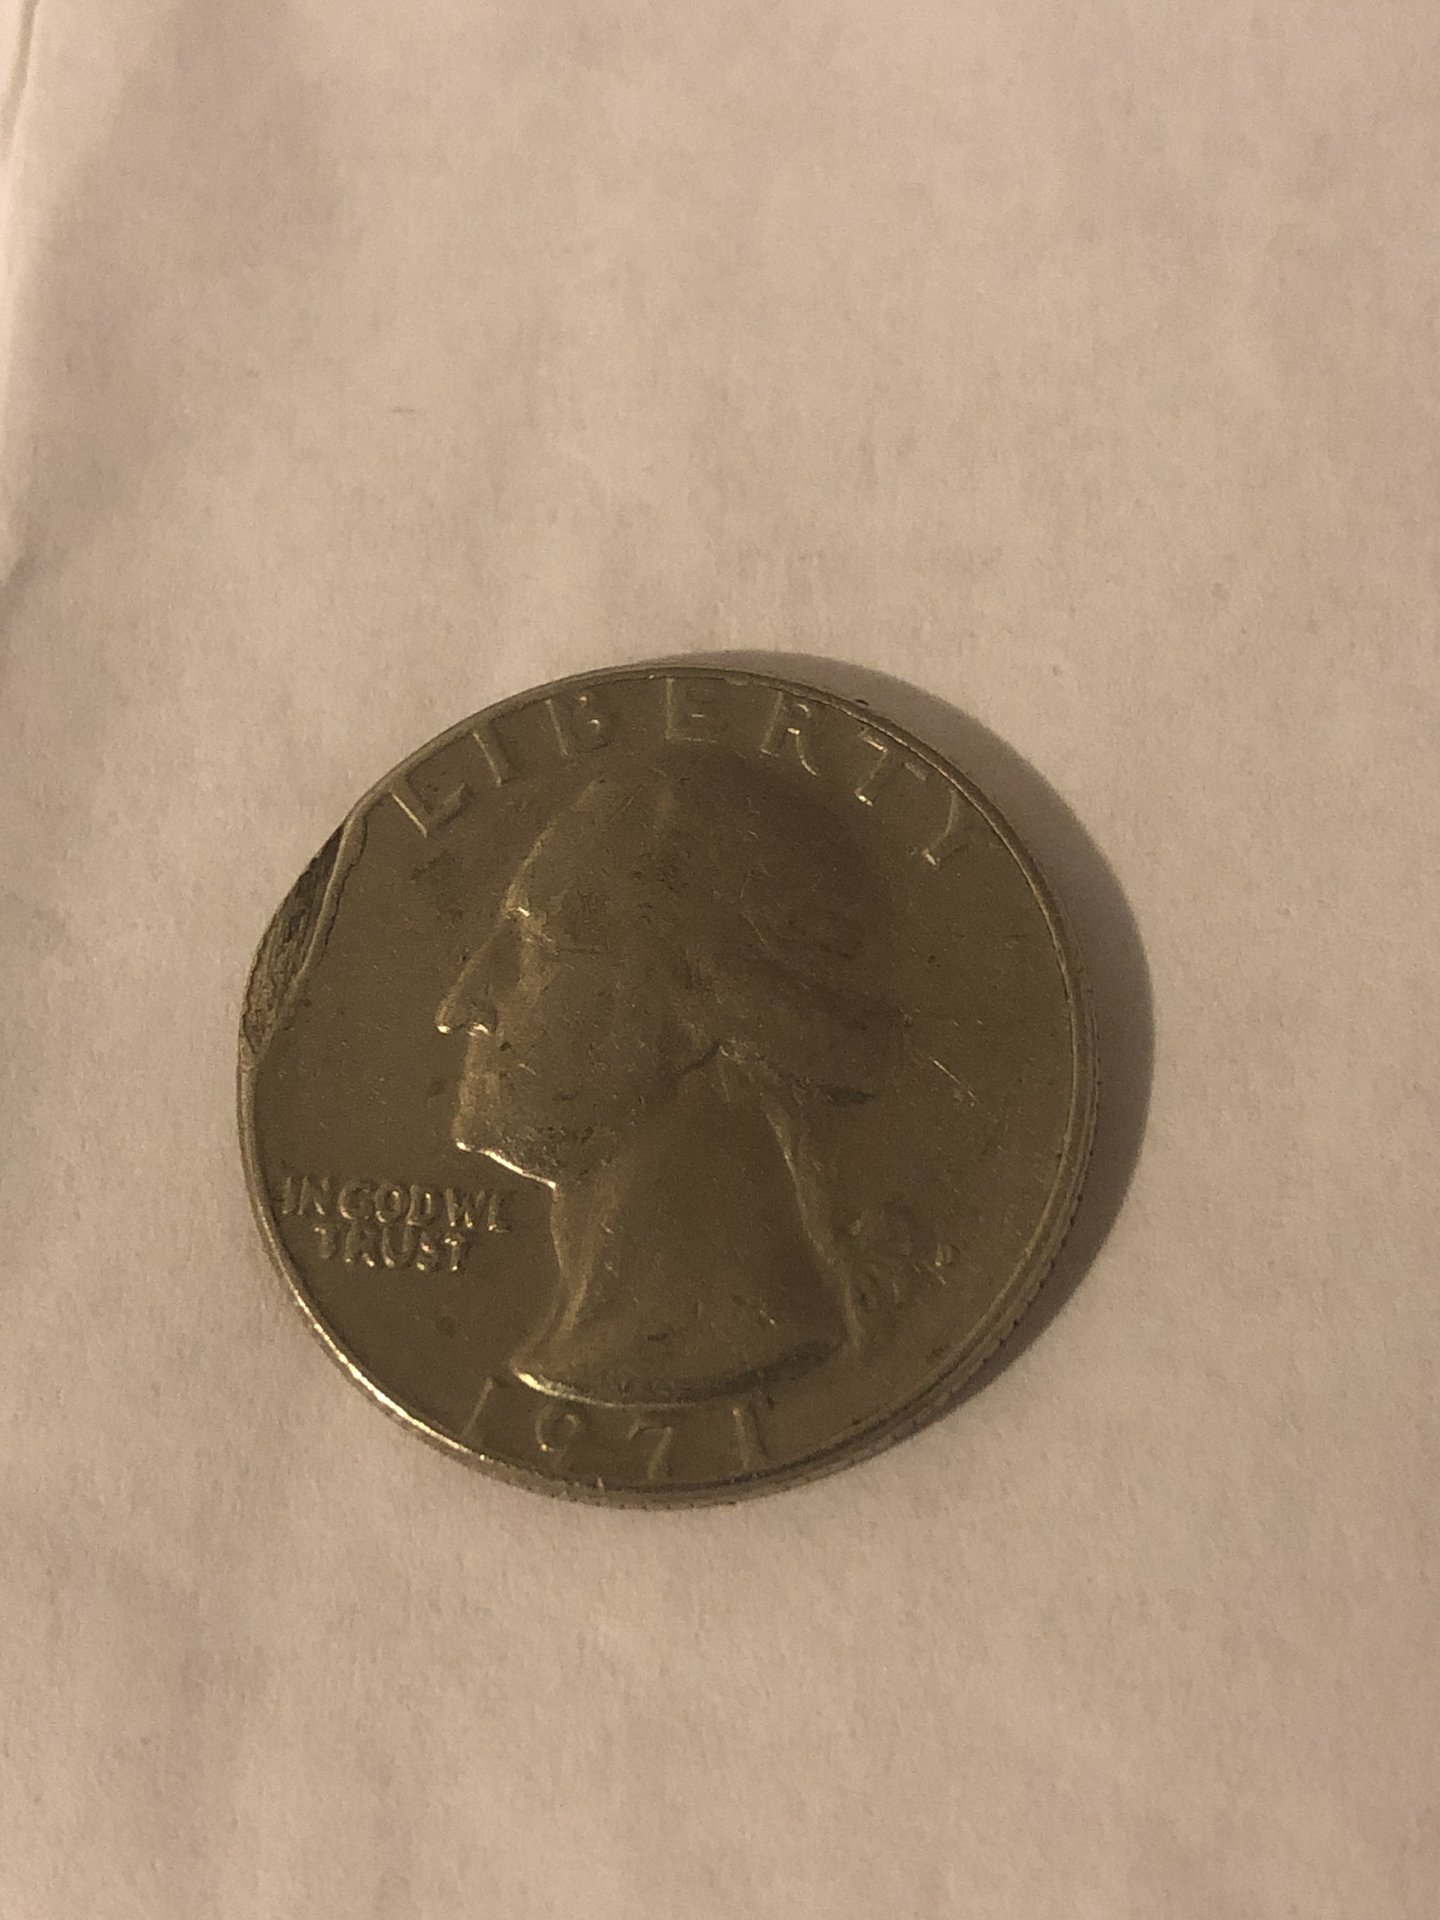 LIBERTY
IN GOD WE
TRUST
1971